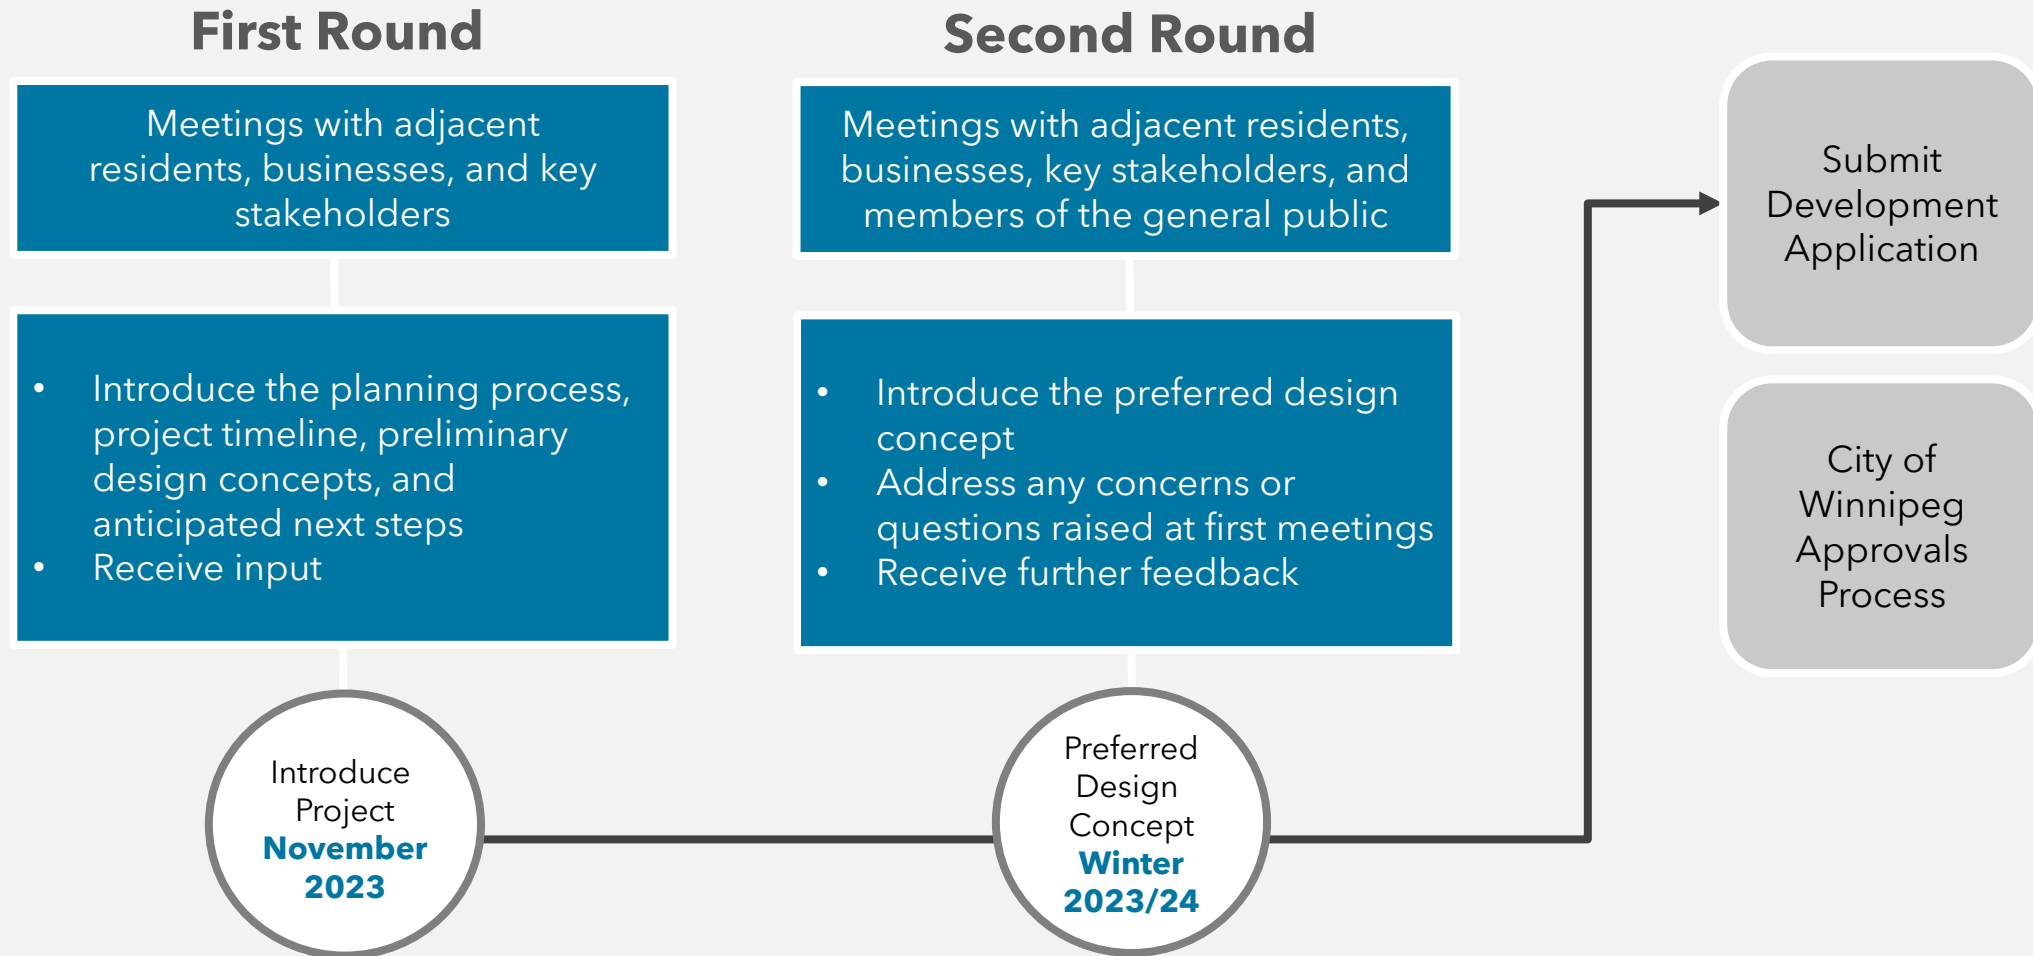 First Round
Meetings with adjacent
residents, businesses, and key
stakeholders
• Introduce the planning process,
project timeline, preliminary
design concepts, and
anticipated next steps
• Receive input
Introduce
Project
November
2023
Second Round
Meetings with adjacent residents,
businesses, key stakeholders, and
members of the general public
• Introduce the preferred design
concept
• Address any concerns or
questions raised at first meetings
• Receive further feedback
Preferred
Design
Concept
Winter
2023/24
Submit
Development
Application
City of
Winnipeg
Approvals
Process